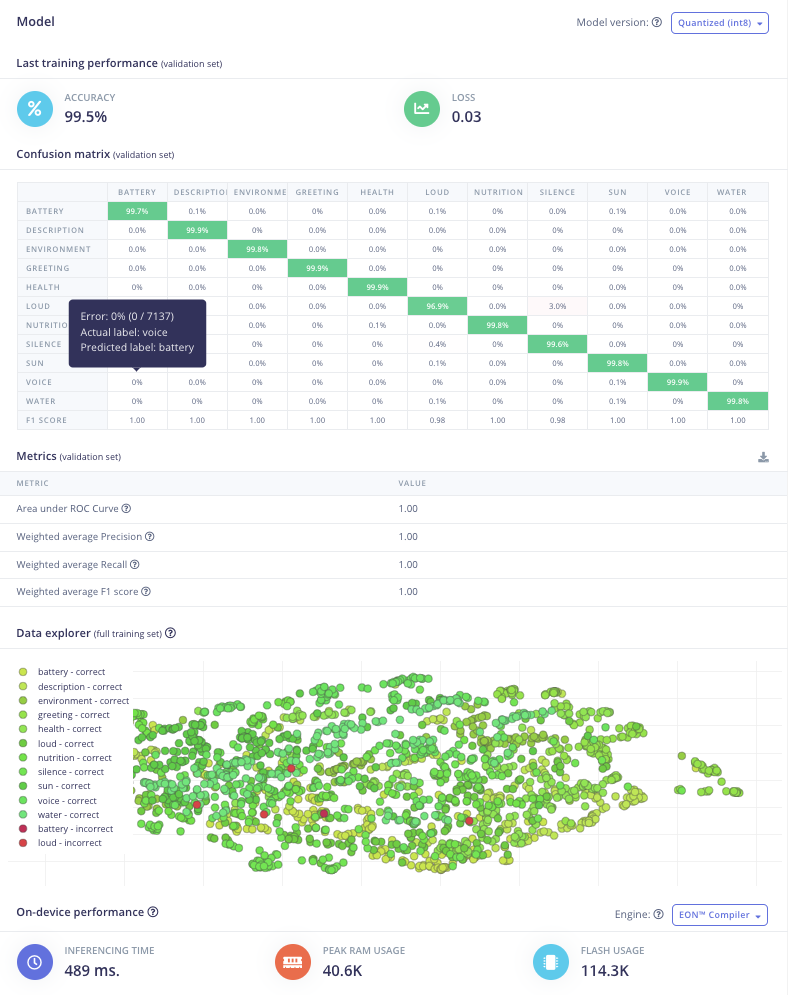 Model
Model version: Quantized (int8)
Last training performance (validation set)
ACCURACY
99.5%
LOSS
0.03
Confusion matrix (validation set)
BATTERY DESCRIPTIO ENVIRONME GREETING HEALTH LOUD NUTRITION SILENCE SUN VOICE WATER
BATTERY 99.7% 0.1% 0.0% 0% 0.0% 0.1% 0% 0.0% 0.1% 0.0% 0.0%
DESCRIPTION 0.0% 99.9% 0% 0.0% 0.0% 0.0% 0.0% 0% 0% 0.0% 0.0%
ENVIRONMENT 0.0% 0.0% 99.8% 0.0% 0.0% 0.1% 0% 0% 0.0% 0% 0.0%
GREETING 0.0% 0.0% 0.0% 99.9% 0.0% 0% 0% 0% 0% 0% 0%
HEALTH 0% 0% 0.0% 0.0% 99.9% 0% 0.0% 0% 0% 0% 0%
LOUD 0.0% 0.0% 0.0% 96.9% 0.0% 3.0% 0.0% 0.0% 0%
NUTRITIO 0% 0% 0.1% 0.0% 99.8% 0% 0% 0.0% 0.0%
SILENCE 0.0% 0% 0% 0.4% 0% 99.6% 0% 0% 0%
SUN 0.0% 0.0% 0% 0.1% 0% 0% 99.8% 0.0% 0.0%
VOICE 0% 0.0% 0% 0% 0.0% 0% 0.0% 0% 0.1% 99.9% 0%
WATER 0% 0% 0% 0.0% 0% 0.1% 0% 0% 0.1% 0% 99.8%
F1 SCORE 1.00 1.00 1.00 1.00 1.00 0.98 1.00 0.98 1.00 1.00 1.00
Error: 0% (0 / 7137)
Actual label: voice
Predicted label: battery
Metrics (validation set)
METRIC VALUE
Area under ROC Curve 1.00
Weighted average Precision 1.00
Weighted average Recall 1.00
Weighted average F1 score 1.00
Data explorer (full training set)
battery - correct
description - correct
environment - correct
greeting - correct
health - correct
loud - correct
nutrition - correct
silence - correct
sun - correct
voice - correct
water - correct
battery - incorrect
loud - incorrect
On-device performance
Engine: EON™ Compiler
INFERENCING TIME
489 ms.
PEAK RAM USAGE
40.6K
FLASH USAGE
114.3K